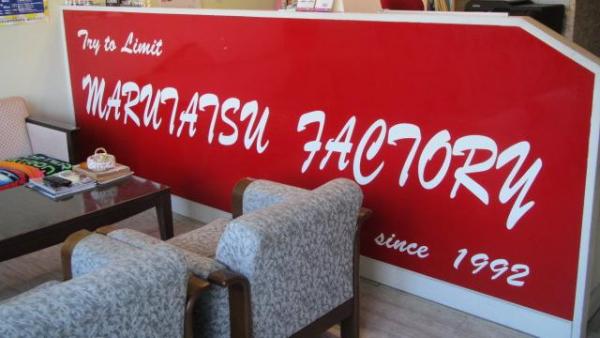 Try to Limit
MARUTATSU FACTORY
since 1992